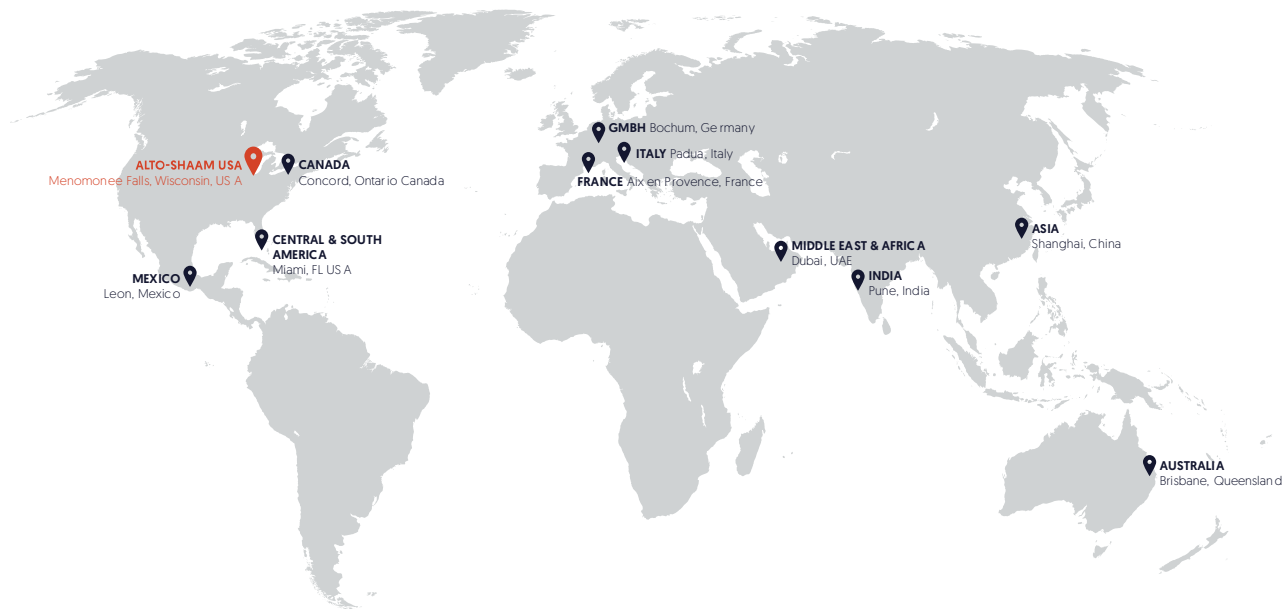 GMBH Bochum, Germany
ITALY Padua, Italy
FRANCE Aix en Provence, France
ALTO-SHAAM USA
Menomonee Falls, Wisconsin, USA
CANADA
Concord, Ontario Canada
CENTRAL & SOUTH
AMERICA
Miami, FL USA
MEXICO
Leon, Mexico
MIDDLE EAST & AFRICA
Dubai, UAE
INDIA
Pune, India
ASIA
Shanghai, China
AUSTRALIA
Brisbane, Queensland